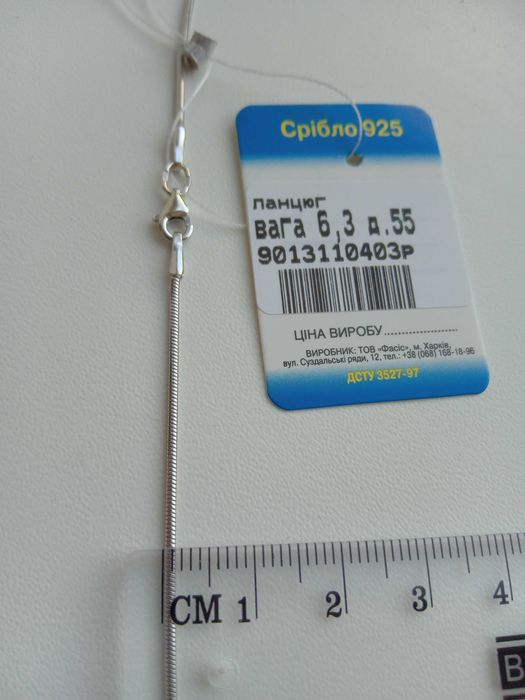 Срібло 925
ланцюг
вага 6,3 д.55
9013110403р
ЦІНА ВИРОБУ....................
ВИРОБНИК: ТОВ «Фасіс», м. Харків,
вул. Суздальські ряди, 12, тел.: +38 (068) 168-18-96
ДСТУ 3527-97
СМ 1 2 3 4
B